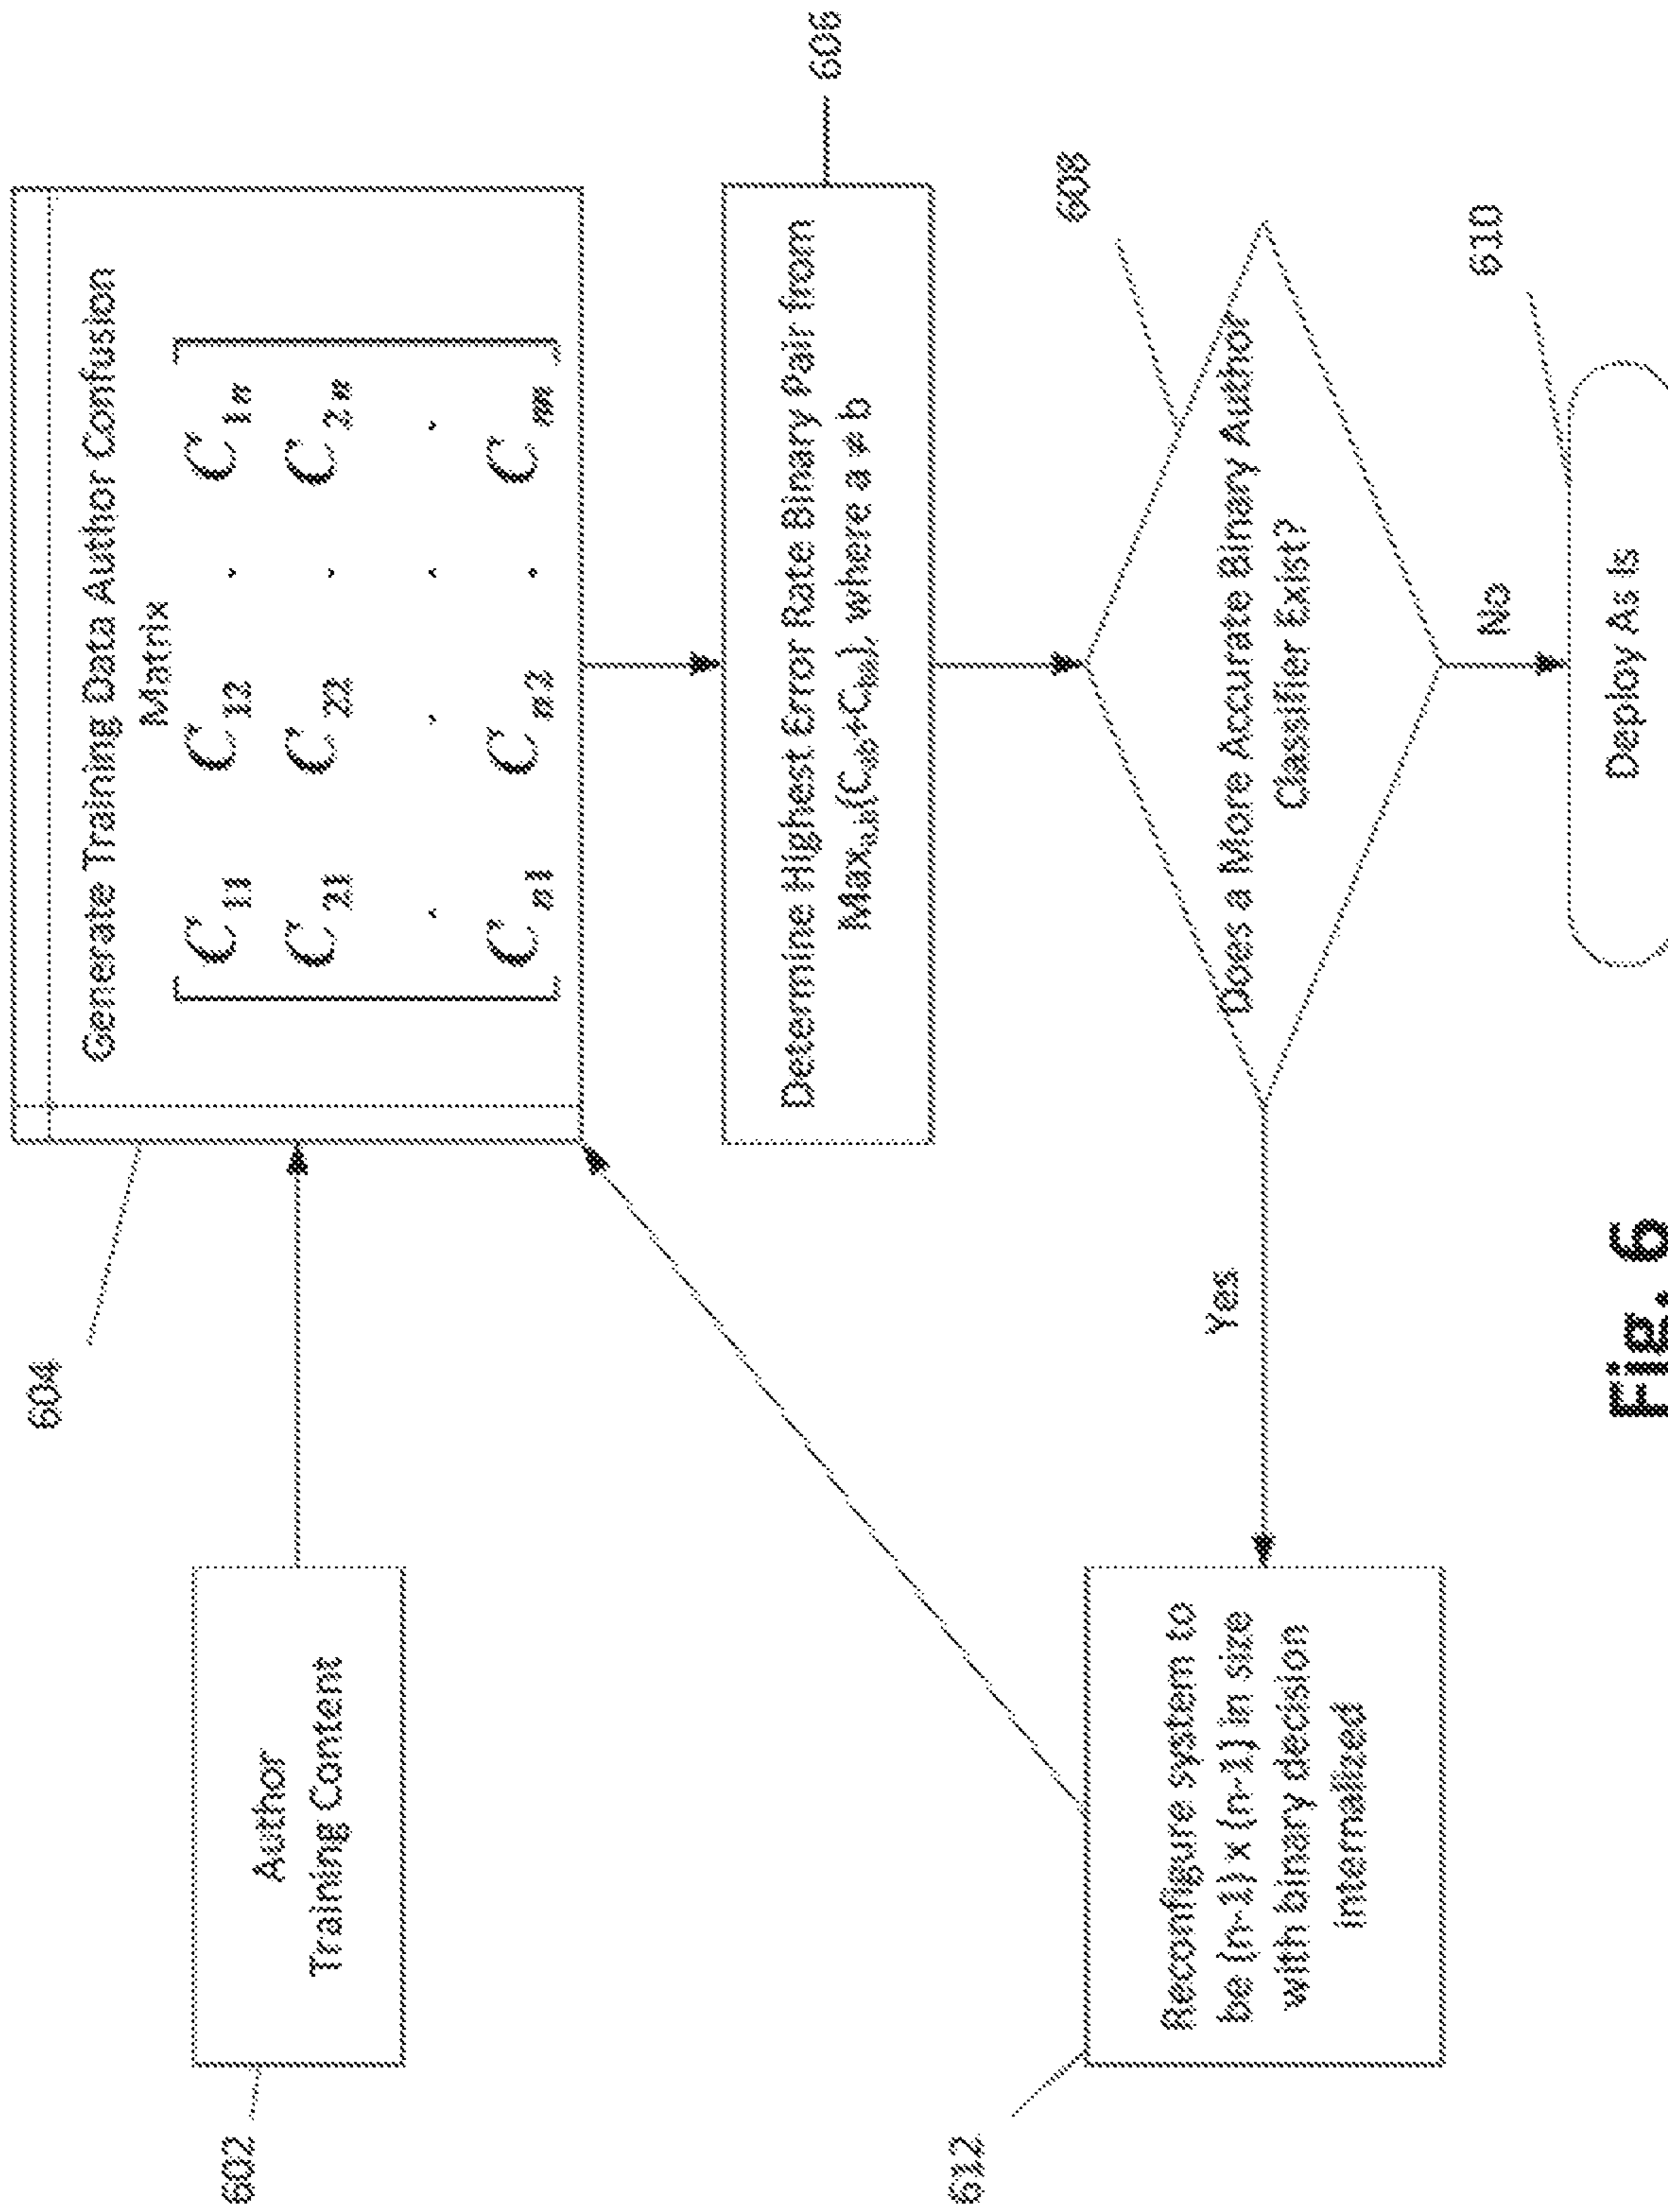 602
Author
Training Content
604
Generate Training Data Author Confusion
Matrix
C11 C12 . C1n
C21 C22 . C2n
. . . .
Cn1 Cn2 . Cnn
Determine Highest Error Rate Binary Pair from
Maxa,b(Cab+Cba), where a ≠ b
606
Does a More Accurate Binary Author
Classifier Exist?
608
Yes
No
612
Reconfigure system to
be (n-1) x (n-1) in size
with binary decision
internalized
Deploy As Is
610
Fig. 6